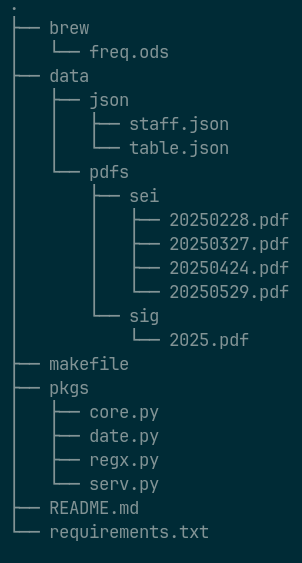 .
├── brew
│   └── freq.ods
├── data
│   ├── json
│   │   ├── staff.json
│   │   └── table.json
│   └── pdfs
│       ├── sei
│       │   ├── 20250228.pdf
│       │   ├── 20250327.pdf
│       │   ├── 20250424.pdf
│       │   └── 20250529.pdf
│       └── sig
│           └── 2025.pdf
├── makefile
├── pkgs
│   ├── core.py
│   ├── date.py
│   ├── regx.py
│   └── serv.py
├── README.md
└── requirements.txt